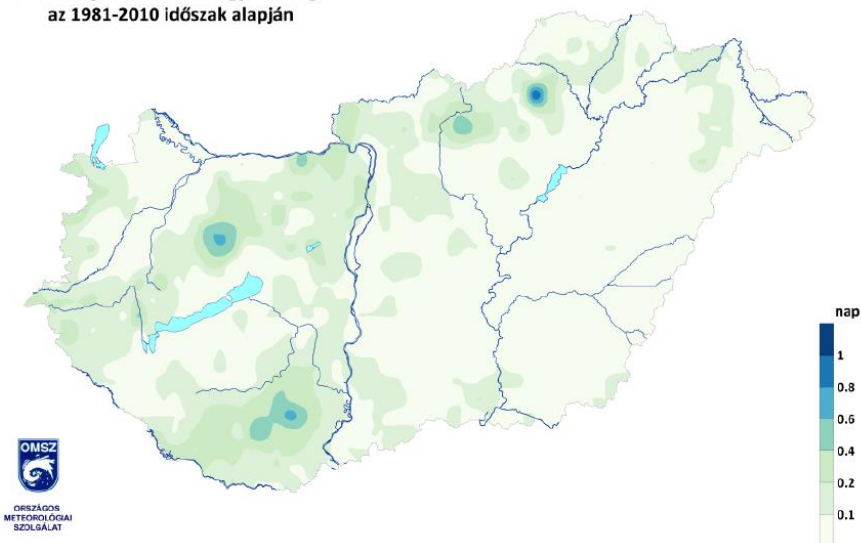 az 1981-2010 időszak alapján
nap
1
0.8
0.6
0.4
0.2
0.1
OMSZ
ORSZÁGOS
METEOROLÓGIAI
SZOLGÁLAT